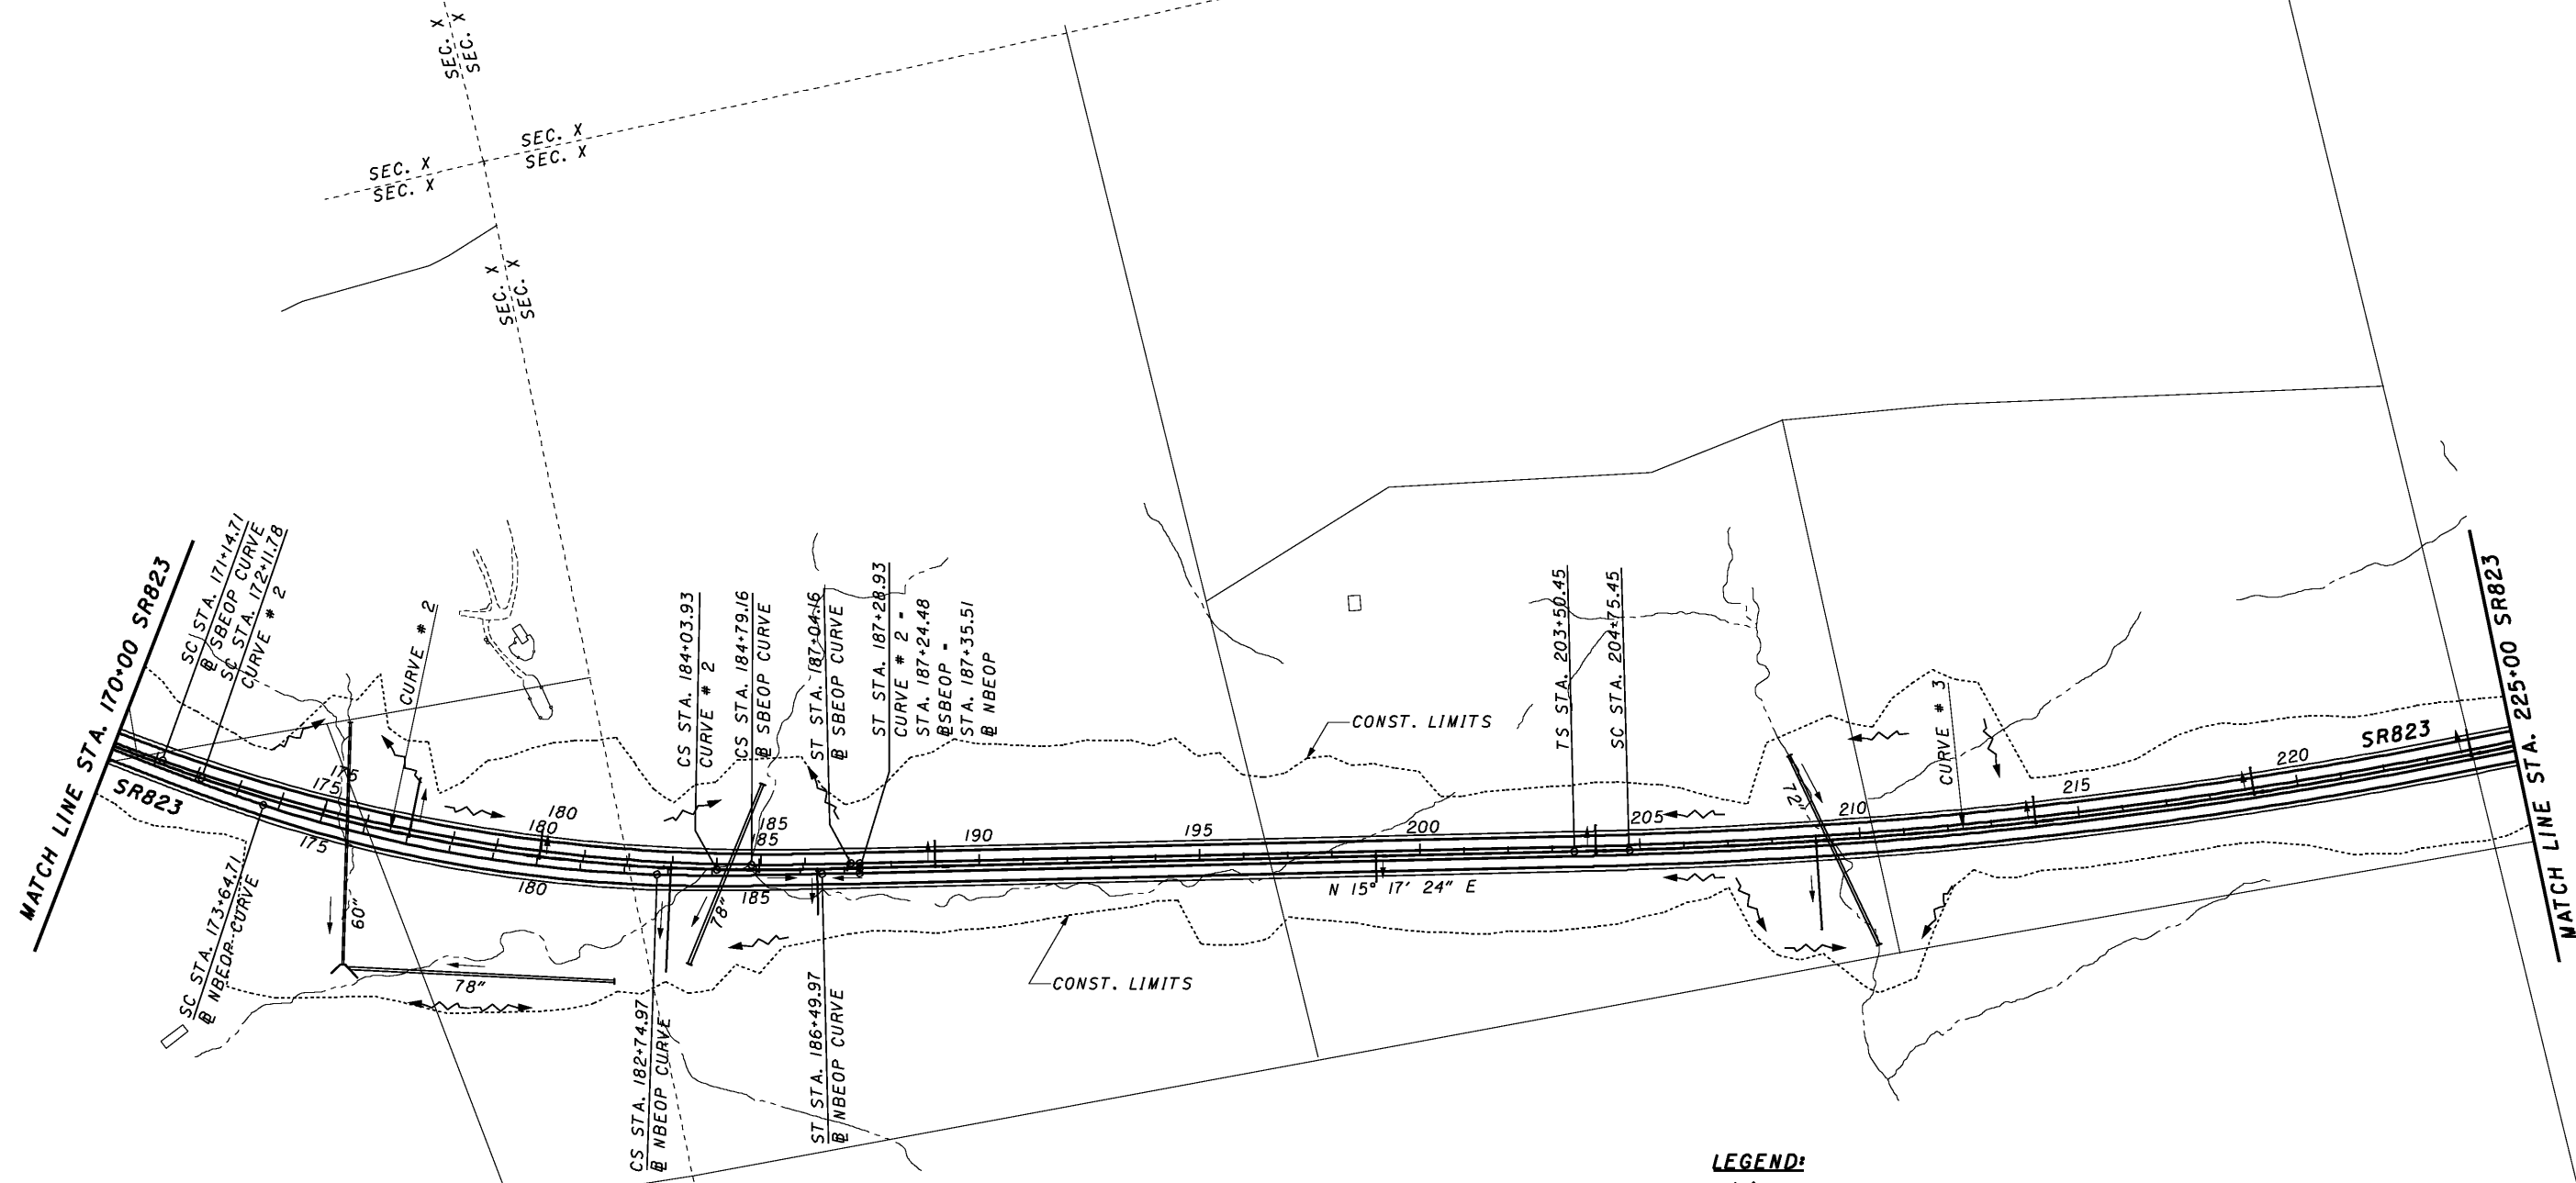 SEC. X
SEC. X
SEC. X
SEC. X
SEC. X
SEC. X
SEC. X
SEC. X
MATCH LINE STA. 170+00 SR823
SR823
SC STA. 171+14.71
B SBEOP CURVE
SC STA. 172+11.78
CURVE # 2
CURVE # 2
SC STA. 173+64.71
B NBEOP CURVE
175
175
175
180
180
180
60"
78"
CS STA. 184+03.93
CURVE # 2
CS STA. 184+79.16
B SBEOP CURVE
ST STA. 187+04.16
B SBEOP CURVE
ST STA. 187+28.93
CURVE # 2 =
STA. 187+24.48
B SBEOP =
STA. 187+35.51
B NBEOP
185
185
185
78"
CS STA. 182+74.97
B NBEOP CURVE
ST STA. 186+49.97
B NBEOP CURVE
190
195
200
N 15° 17' 24" E
CONST. LIMITS
CONST. LIMITS
TS STA. 203+50.45
SC STA. 204+75.45
205
72"
210
CURVE # 3
215
220
SR823
MATCH LINE STA. 225+00 SR823
LEGEND: